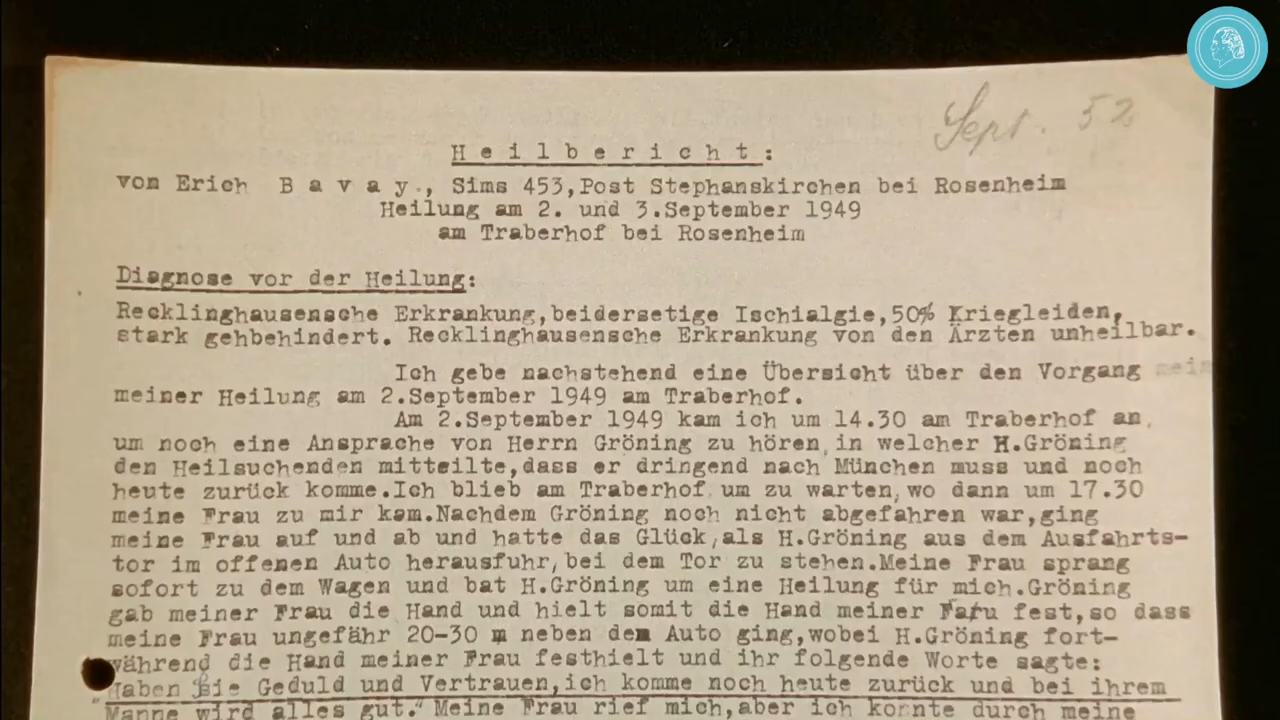 Sept. 52
Heilbericht:
von Erich Bavay, Sims 453,Post Stephanskirchen bei Rosenheim
Heilung am 2. und 3.September 1949
am Traberhof bei Rosenheim
Diagnose vor der Heilung:
Recklinghausensche Erkrankung,beidersetige Ischialgie,50% Kriegleiden,
stark gehbehindert. Recklinghausensche Erkrankung von den Ärzten unheilbar.
Ich gebe nachstehend eine Übersicht über den Vorgang
meiner Heilung am 2.September 1949 am Traberhof.
Am 2.September 1949 kam ich um 14.30 am Traberhof an,
um noch eine Ansprache von Herrn Gröning zu hören,in welcher H.Gröning
den Heilsuchenden mitteilte,dass er dringend nach München muss und noch
heute zurück komme.Ich blieb am Traberhof um zu warten,wo dann um 17.30
meine Frau zu mir kam.Nachdem Gröning noch nicht abgefahren war,ging
meine Frau auf und ab und hatte das Glück,als H.Gröning aus dem Ausfahrts-
tor im offenen Auto herausfuhr,bei dem Tor zu stehen.Meine Frau sprang
sofort zu dem Wagen und bat H.Gröning um eine Heilung für mich.Gröning
gab meiner Frau die Hand und hielt somit die Hand meiner Fatu fest,so dass
meine Frau ungefähr 20-30 m neben dem Auto ging,wobei H.Gröning fort-
während die Hand meiner Frau festhielt und ihr folgende Worte sagte:
"Haben Sie Geduld und Vertrauen,ich komme noch heute zurück und bei ihrem
Manne wird alles gut." Meine Frau rief mich,aber ich konnte durch meine